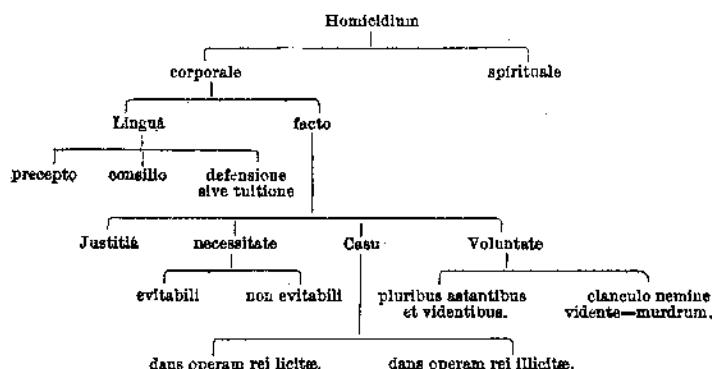 Homicidium
corporale spirituale
Linguâ facto
precepto consilio defensione
sive tuitione
Justitiâ necessitate Casu Voluntate
evitabili non evitabili pluribus astantibus clanculo nemine
et videntibus. vidente—murdrum.
dans operam rei licitæ. dans operam rei illicitæ.